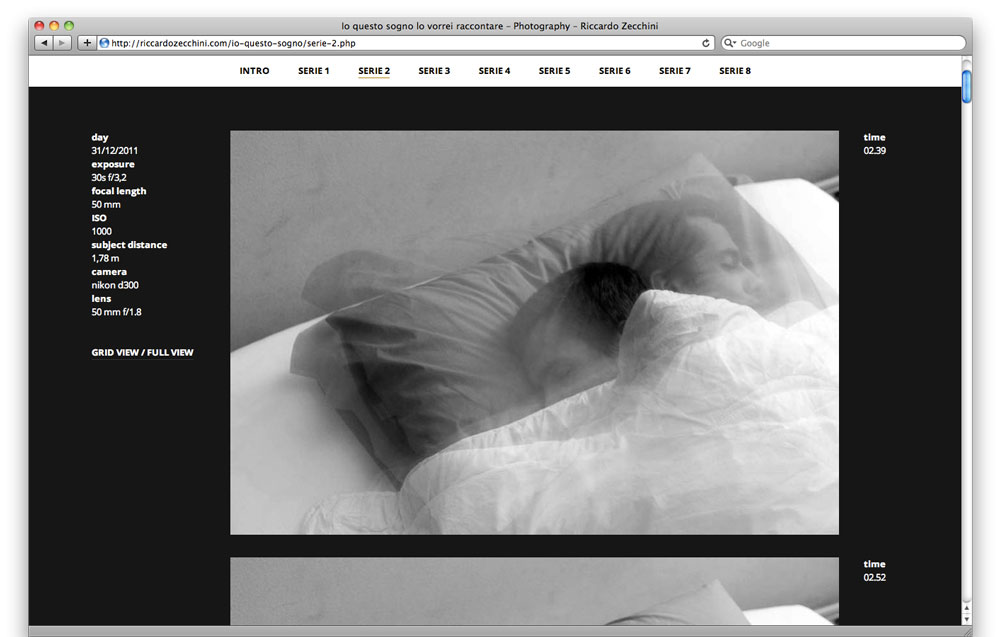 Io questo sogno lo vorrei raccontare – Photography – Riccardo Zecchini
http://riccardozecchini.com/io-questo-sogno/serie-2.php
Google
INTRO SERIE 1 SERIE 2 SERIE 3 SERIE 4 SERIE 5 SERIE 6 SERIE 7 SERIE 8
day
31/12/2011
exposure
30s f/3,2
focal length
50 mm
ISO
1000
subject distance
1,78 m
camera
nikon d300
lens
50 mm f/1.8
GRID VIEW / FULL VIEW
time
02.39
time
02.52